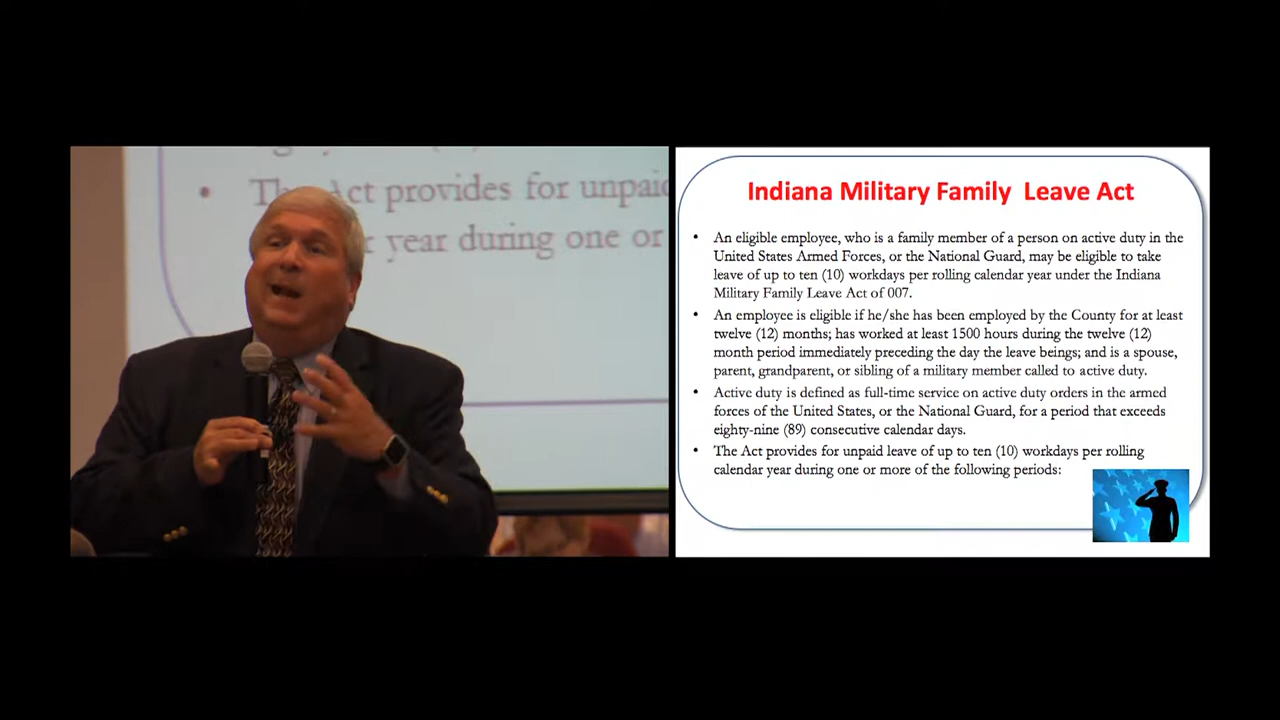 The Act provides for unpaid
year during one or
Indiana Military Family Leave Act
• An eligible employee, who is a family member of a person on active duty in the
United States Armed Forces, or the National Guard, may be eligible to take
leave of up to ten (10) workdays per rolling calendar year under the Indiana
Military Family Leave Act of 007.
• An employee is eligible if he/she has been employed by the County for at least
twelve (12) months; has worked at least 1500 hours during the twelve (12)
month period immediately preceding the day the leave beings; and is a spouse,
parent, grandparent, or sibling of a military member called to active duty.
• Active duty is defined as full-time service on active duty orders in the armed
forces of the United States, or the National Guard, for a period that exceeds
eighty-nine (89) consecutive calendar days.
• The Act provides for unpaid leave of up to ten (10) workdays per rolling
calendar year during one or more of the following periods: